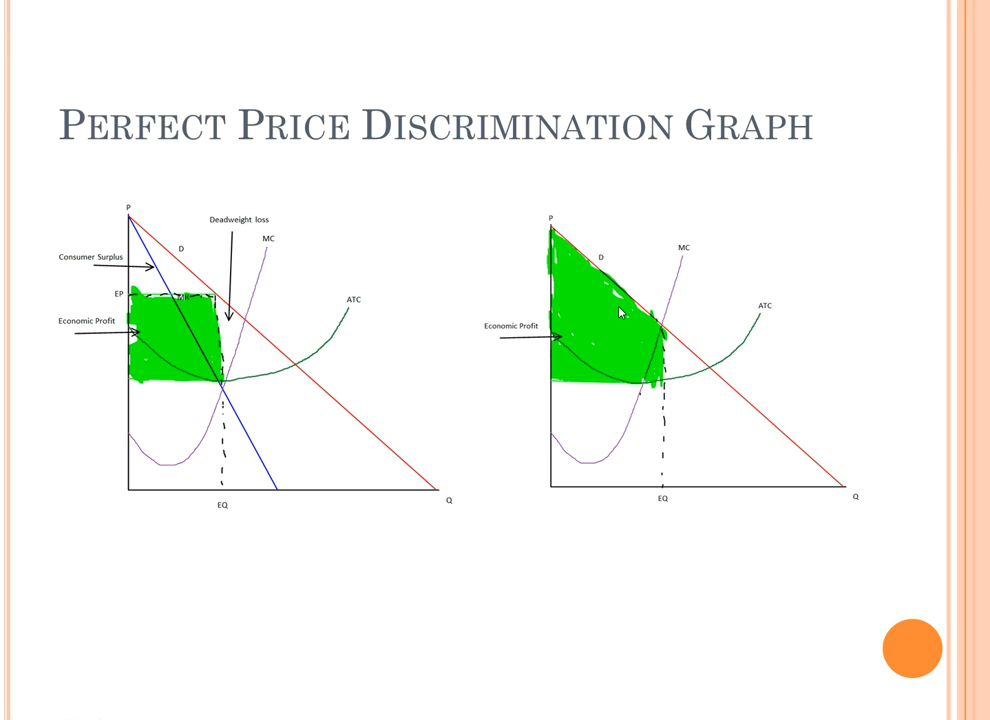 PERFECT PRICE DISCRIMINATION GRAPH
P
Deadweight loss
MC
D
Consumer Surplus
EP
MR
ATC
Economic Profit
Q
EQ
P
MC
D
ATC
Economic Profit
Q
EQ